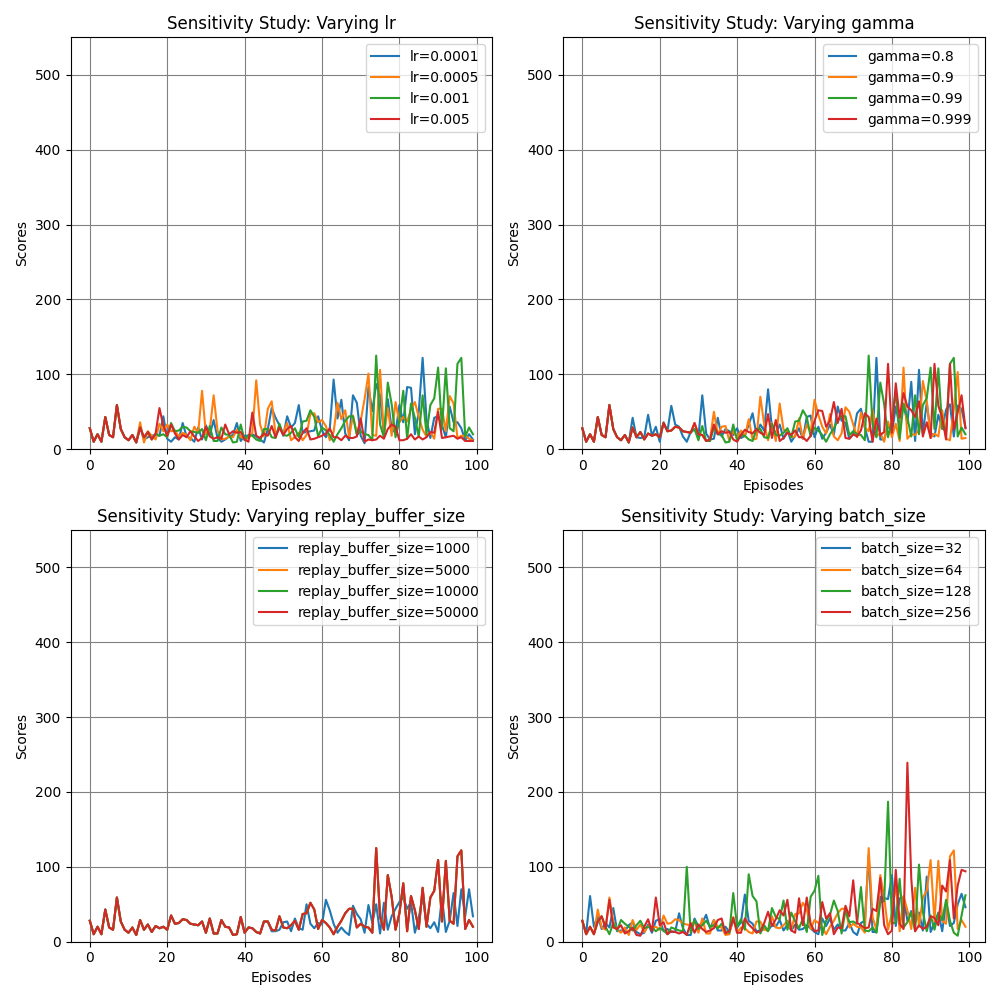 Sensitivity Study: Varying lr
lr=0.0001
lr=0.0005
lr=0.001
lr=0.005
500
400
300
200
100
0
Scores
0
20
40
60
80
100
Episodes
Sensitivity Study: Varying gamma
gamma=0.8
gamma=0.9
gamma=0.99
gamma=0.999
500
400
300
200
100
0
Scores
0
20
40
60
80
100
Episodes
Sensitivity Study: Varying replay_buffer_size
replay_buffer_size=1000
replay_buffer_size=5000
replay_buffer_size=10000
replay_buffer_size=50000
500
400
300
200
100
0
Scores
0
20
40
60
80
100
Episodes
Sensitivity Study: Varying batch_size
batch_size=32
batch_size=64
batch_size=128
batch_size=256
500
400
300
200
100
0
Scores
0
20
40
60
80
100
Episodes